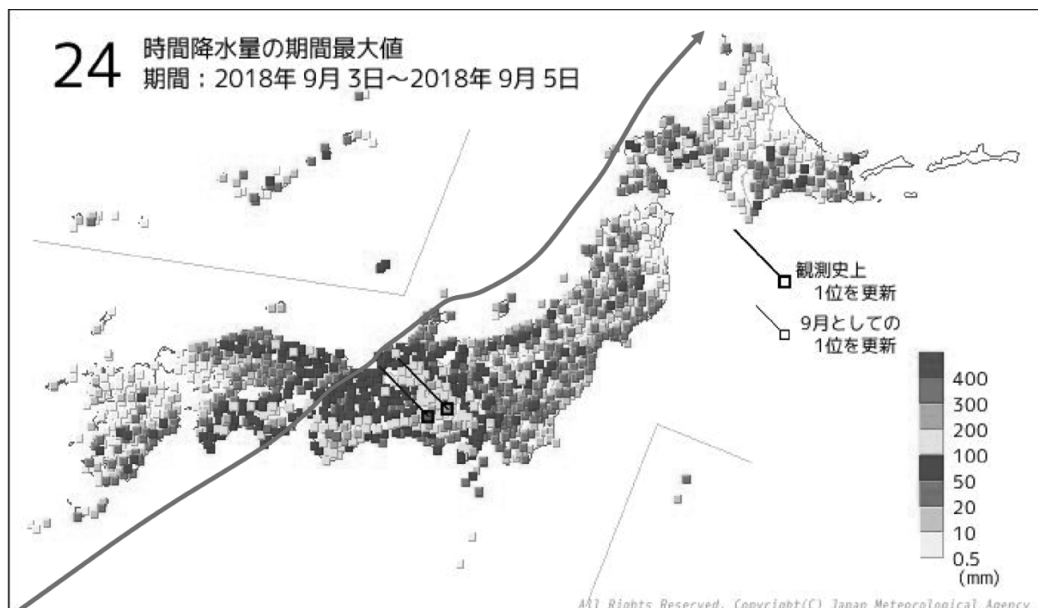 24
時間降水量の期間最大値
期間：2018年 9月 3日～2018年 9月 5日
観測史上
1位を更新
9月としての
1位を更新
400
300
200
100
50
20
10
0.5
(mm)
All Rights Reserved. Copyright(C) Japan Meteorological Agency